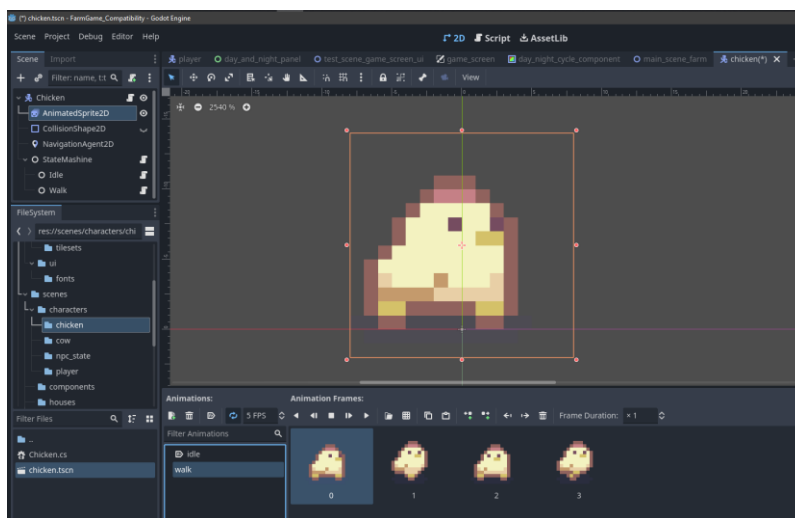 (*) chicken.tscn - FarmGame_Compatibility - Godot Engine
Scene Project Debug Editor Help
2D Script AssetLib
Scene Import
player day_and_night_panel test_scene_game_screen_ui game_screen day_night_cycle_component main_scene_farm chicken(*)
Filter: name, t:t
View
Chicken
2540 %
AnimatedSprite2D
CollisionShape2D
NavigationAgent2D
StateMashine
Idle
Walk
FileSystem
res://scenes/characters/chi
tilesets
ui
fonts
scenes
characters
chicken
cow
npc_state
player
components
houses
Animations: Animation Frames:
5 FPS Frame Duration: ×1
Filter Files
Filter Animations
..
idle
Chicken.cs
chicken.tscn
walk
0 1 2 3